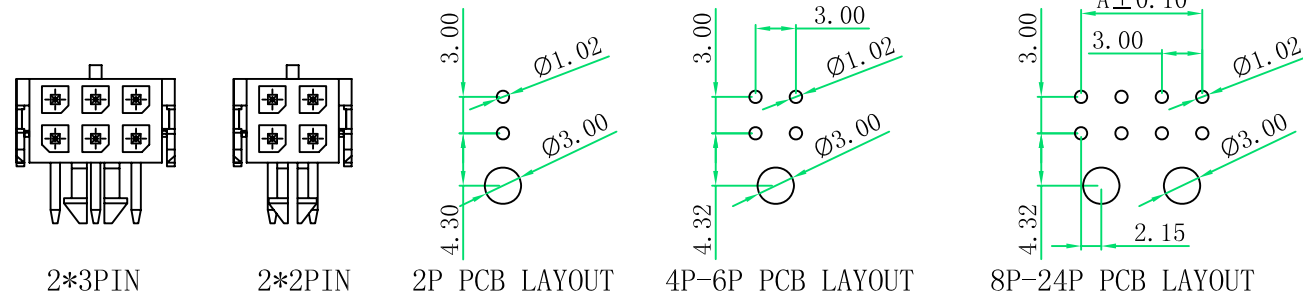 2*3PIN
2*2PIN
3.00
Ø1.02
Ø3.00
4.30
2P PCB LAYOUT
3.00
3.00
Ø1.02
Ø3.00
4.32
4P-6P PCB LAYOUT
A±0.10
3.00
3.00
Ø1.02
Ø3.00
4.32
2.15
8P-24P PCB LAYOUT